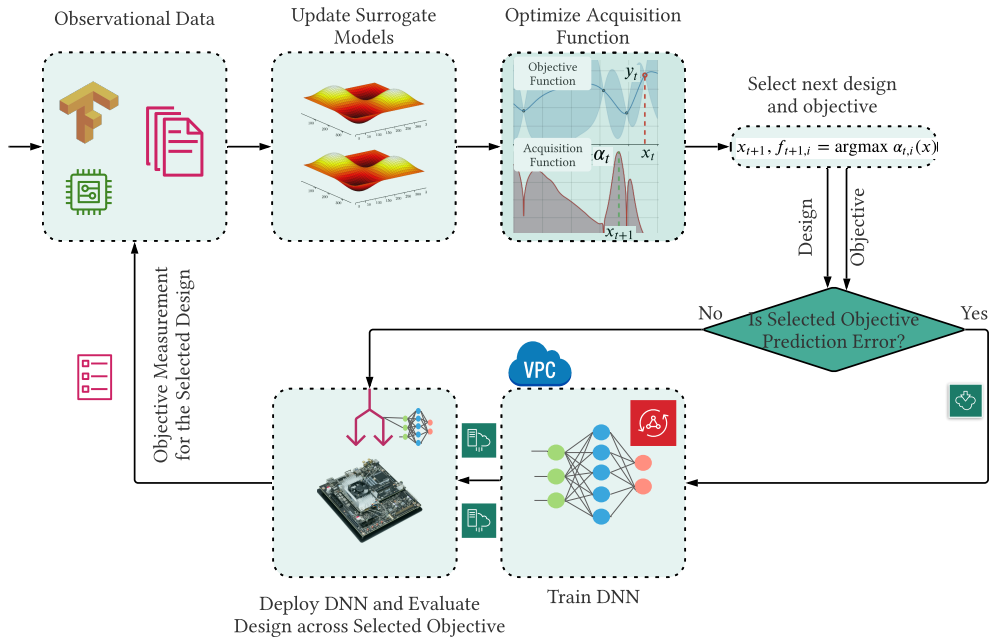 Observational Data
Update Surrogate
Models
Optimize Acquisition
Function
Objective
Function
y_t
Acquisition
Function
α_t
x_t
x_{t+1}
Select next design
and objective
x_{t+1}, f_{t+1,i} = argmax α_{t,i}(x)
Design
Objective
Is Selected Objective
Prediction Error?
No
Yes
Objective Measurement
for the Selected Design
VPC
Deploy DNN and Evaluate
Design across Selected Objective
Train DNN